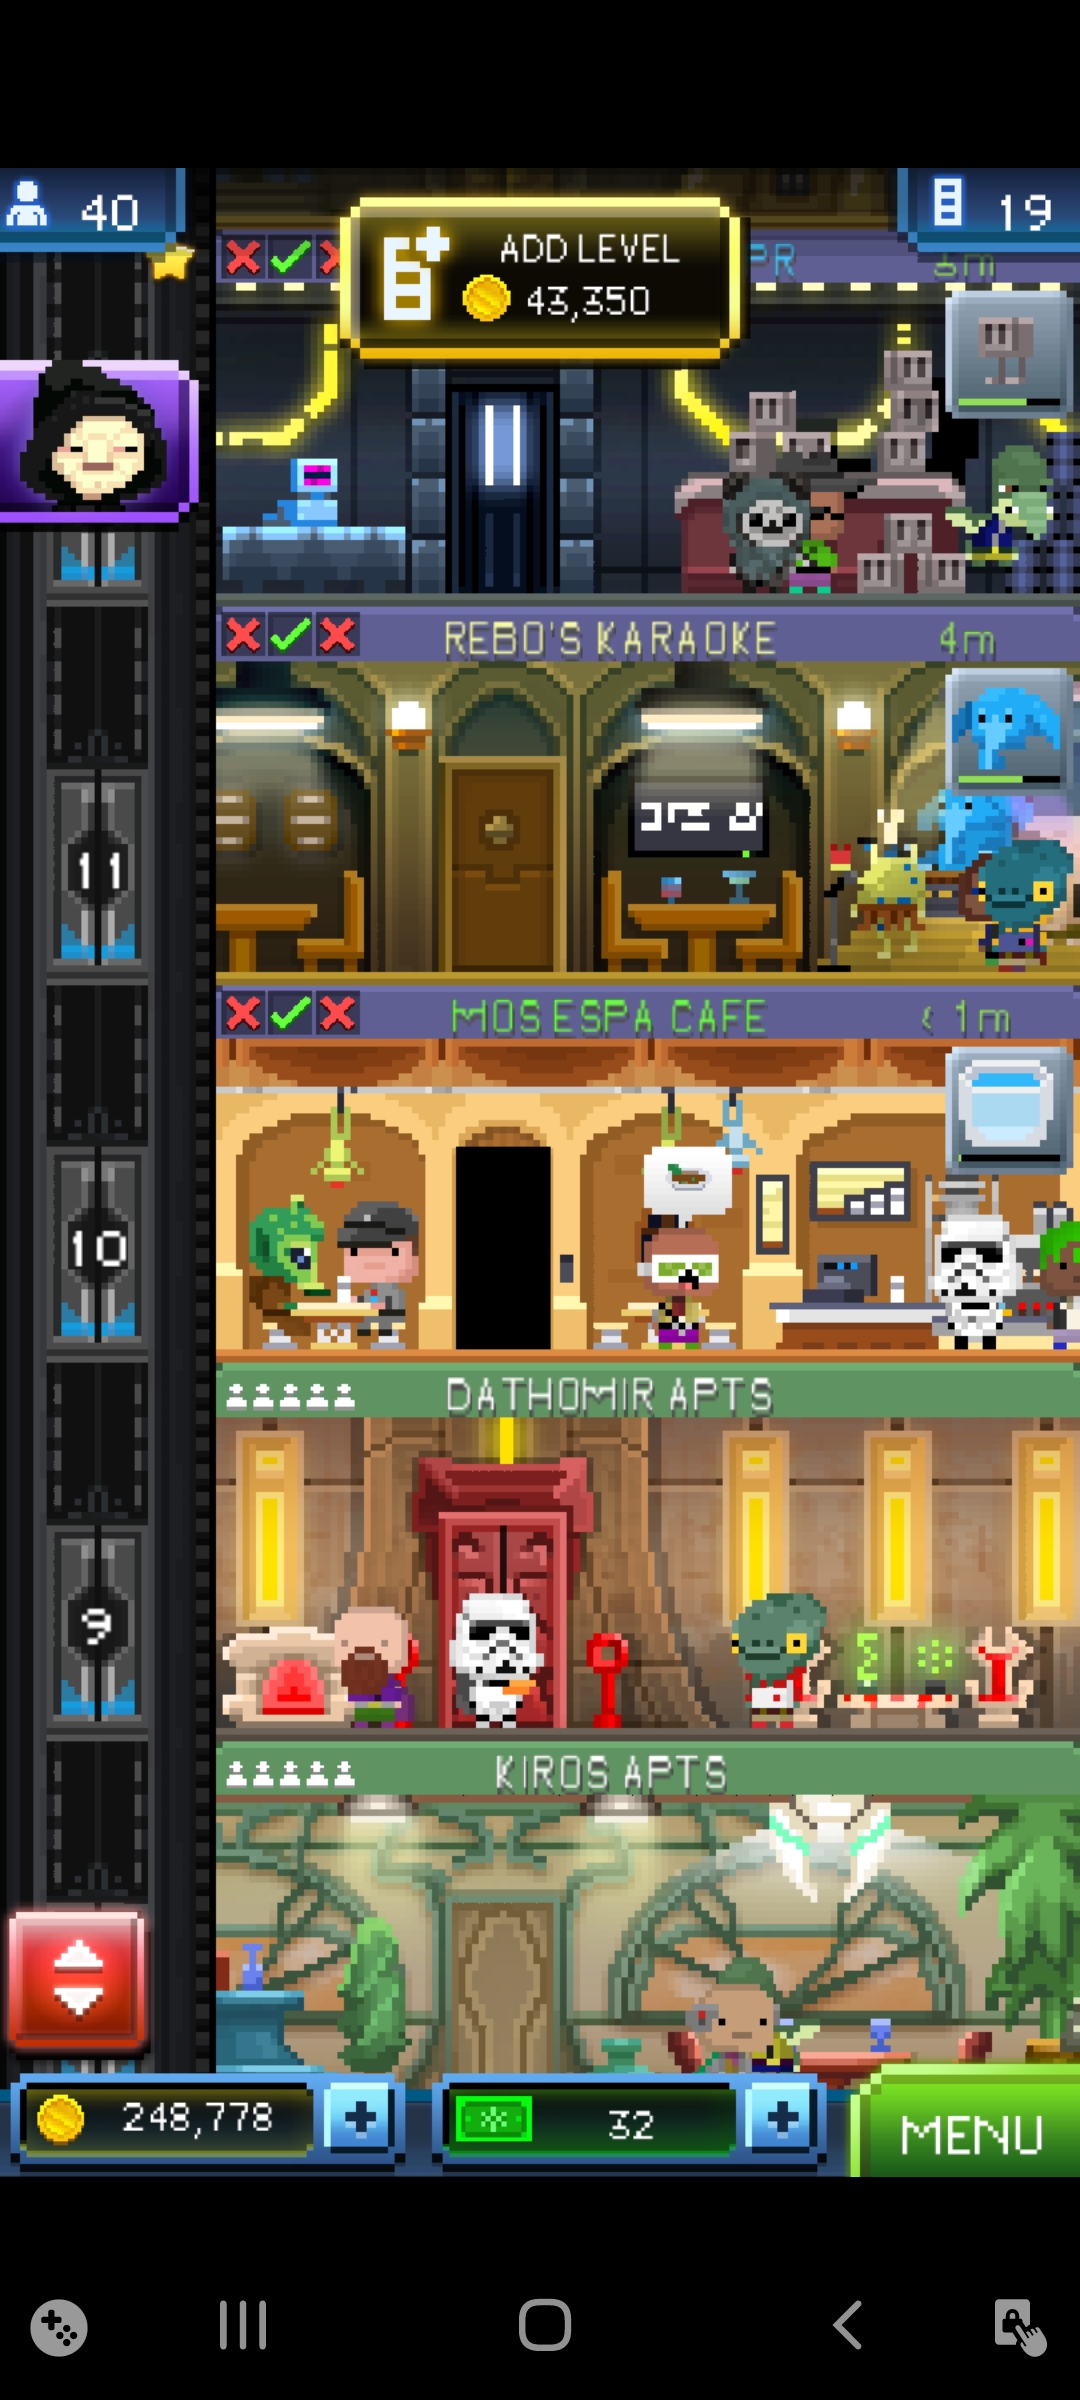 40
ADD LEVEL
43,350
19
PR
3m
REBO'S KARAOKE
4m
11
MOS ESPA CAFE
< 1m
10
DATHOMIR APTS
9
KIROS APTS
248,778
32
MENU